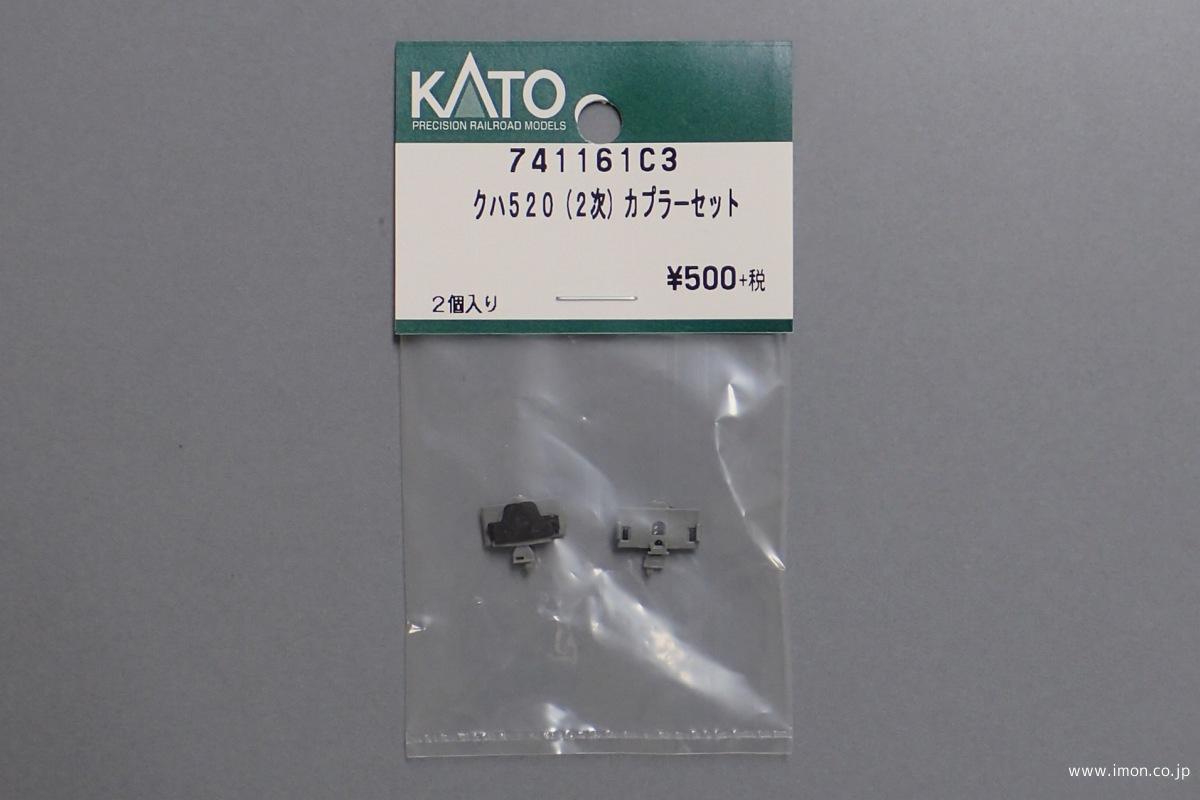 KATO
PRECISION RAILROAD MODELS
741161C3
クハ520(2次)カプラーセット
¥500+税
2個入り
www.imon.co.jp